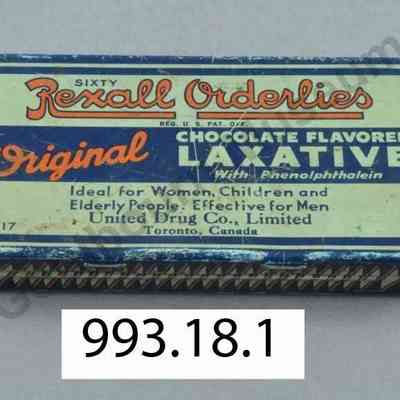 SIXTY
Rexall Orderlies
REG. U. S. PAT. OFF.
Original
CHOCOLATE FLAVORED
LAXATIVE
With Phenolphthalein
Ideal for Women, Children and
Elderly People. Effective for Men
17
United Drug Co., Limited
Toronto, Canada
993.18.1